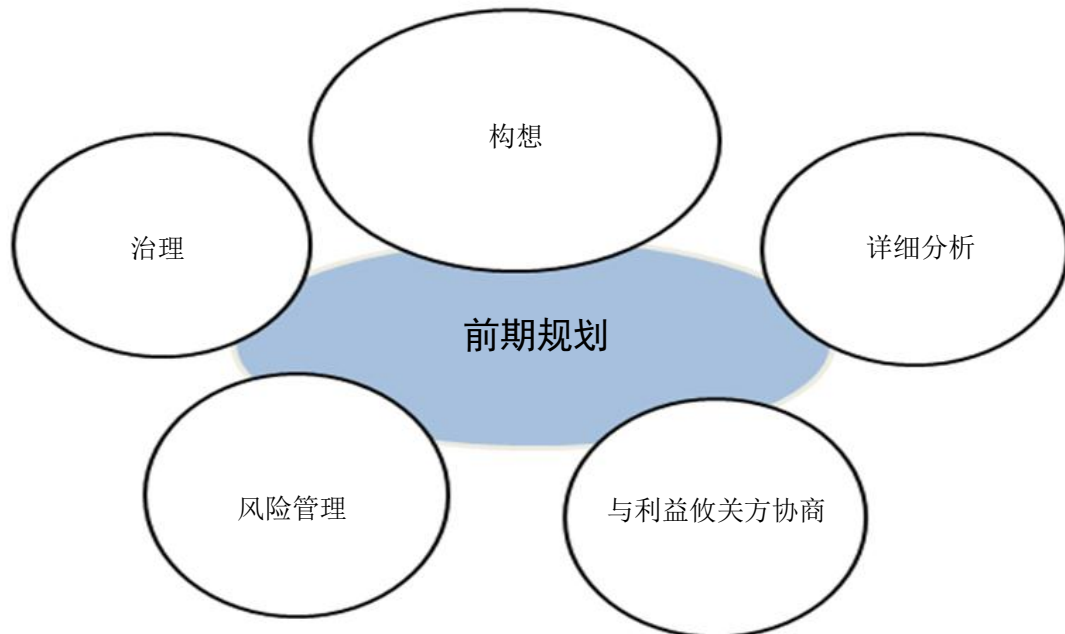 构想
治理
详细分析
前期规划
风险管理
与利益攸关方协商